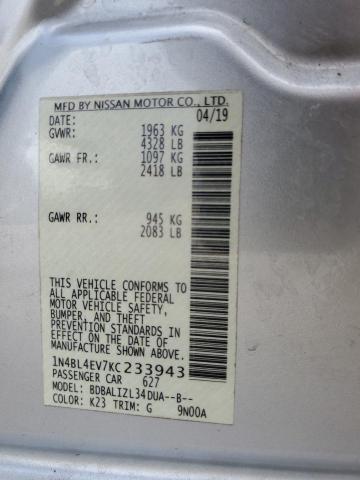 MFD BY NISSAN MOTOR CO., LTD.
DATE: 04/19
GVWR: 1963 KG
4328 LB
GAWR FR.: 1097 KG
2418 LB
GAWR RR.: 945 KG
2083 LB
THIS VEHICLE CONFORMS TO
ALL APPLICABLE FEDERAL
MOTOR VEHICLE SAFETY,
BUMPER, AND THEFT
PREVENTION STANDARDS
IN EFFECT ON THE DATE OF
MANUFACTURE SHOWN ABOVE.
1N4BL4EV7KC233943
PASSENGER CAR 627
MODEL: BDBALIZL34DUA--B--
COLOR: K23 TRIM: G 9N00A